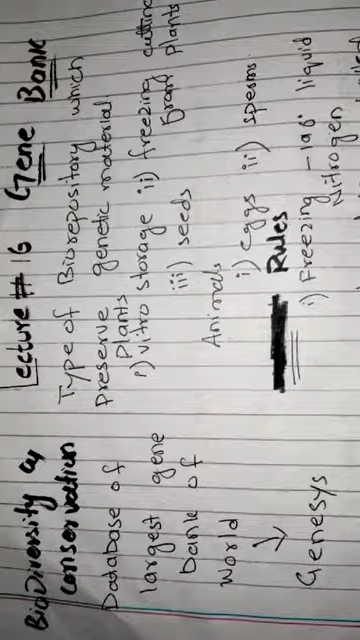 Biodiversity &
conservation
Database of
largest gene
bank of
world
↓
Genesys
Lecture # 16 Gene Bank
Type of Biorepository which
Preserve genetic material
Plants
i) vitro storage ii) freezing cutting
from plants
iii) seeds
Animals
i) eggs ii) sperms
Rules
i) Freezing -196° liquid
Nitrogen